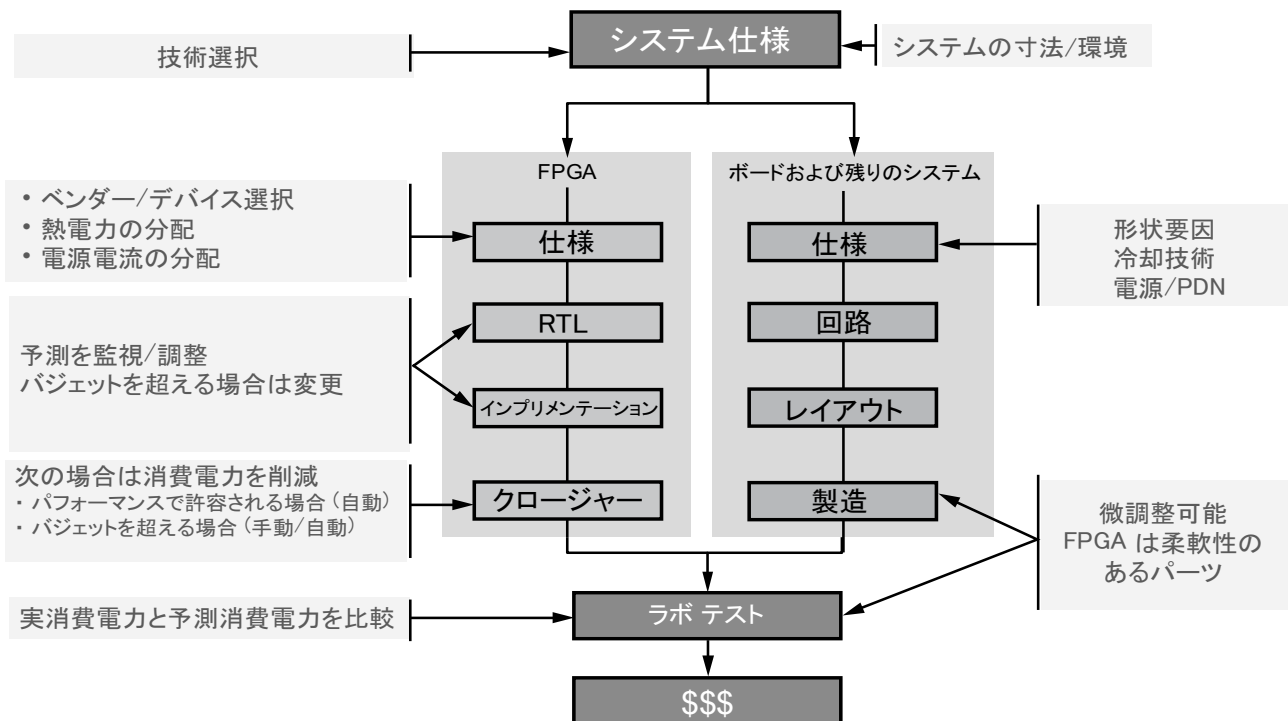 システム仕様
技術選択
システムの寸法/環境
FPGA
ボードおよび残りのシステム
・ベンダー/デバイス選択
・熱電力の分配
・電源電流の分配
仕様
仕様
形状要因
冷却技術
電源/PDN
予測を監視/調整
バジェットを超える場合は変更
RTL
回路
インプリメンテーション
レイアウト
次の場合は消費電力を削減
・パフォーマンスで許容される場合 (自動)
・バジェットを超える場合 (手動/自動)
クロージャー
製造
微調整可能
FPGA は柔軟性の
あるパーツ
実消費電力と予測消費電力を比較
ラボ テスト
$$$